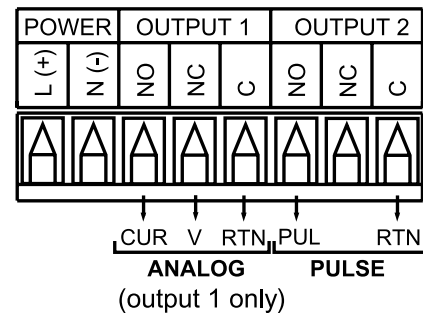 POWER OUTPUT 1 OUTPUT 2
L (+) N (-) NO NC C NO NC C
CUR V RTN PUL RTN
ANALOG PULSE
(output 1 only)